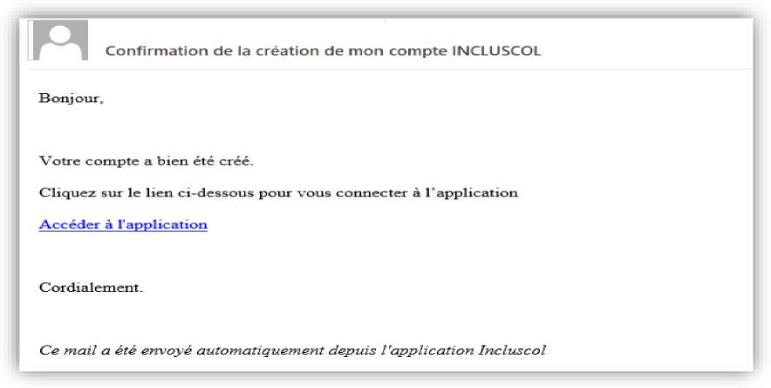 Confirmation de la création de mon compte INCLUSCOL
Bonjour,
Votre compte a bien été créé.
Cliquez sur le lien ci-dessous pour vous connecter à l'application
Accéder à l'application
Cordialement.
Ce mail a été envoyé automatiquement depuis l'application Incluscol